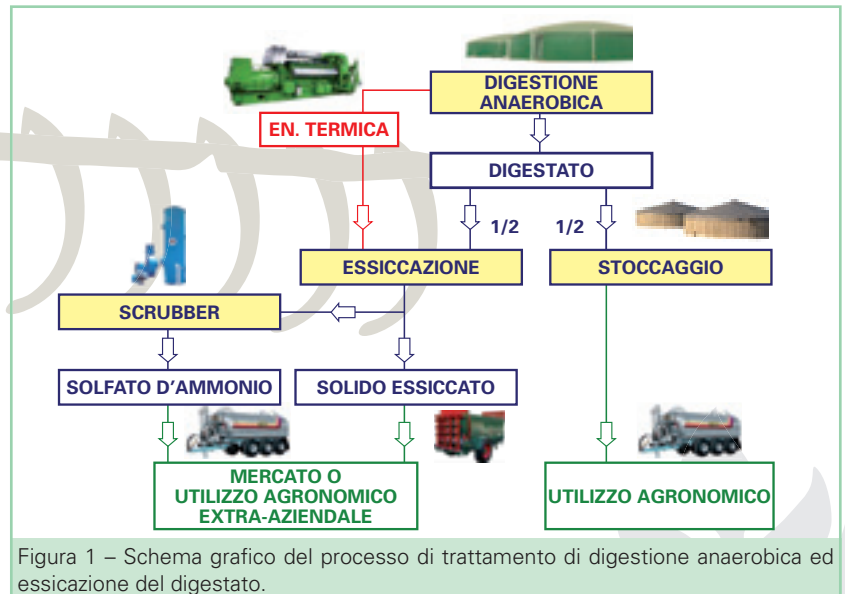 DIGESTIONE
ANAEROBICA
EN. TERMICA
DIGESTATO
1/2
1/2
ESSICCAZIONE
STOCCAGGIO
SCRUBBER
SOLFATO D'AMMONIO
SOLIDO ESSICCATO
MERCATO O
UTILIZZO AGRONOMICO
EXTRA-AZIENDALE
UTILIZZO AGRONOMICO
Figura 1 – Schema grafico del processo di trattamento di digestione anaerobica ed
essicazione del digestato.